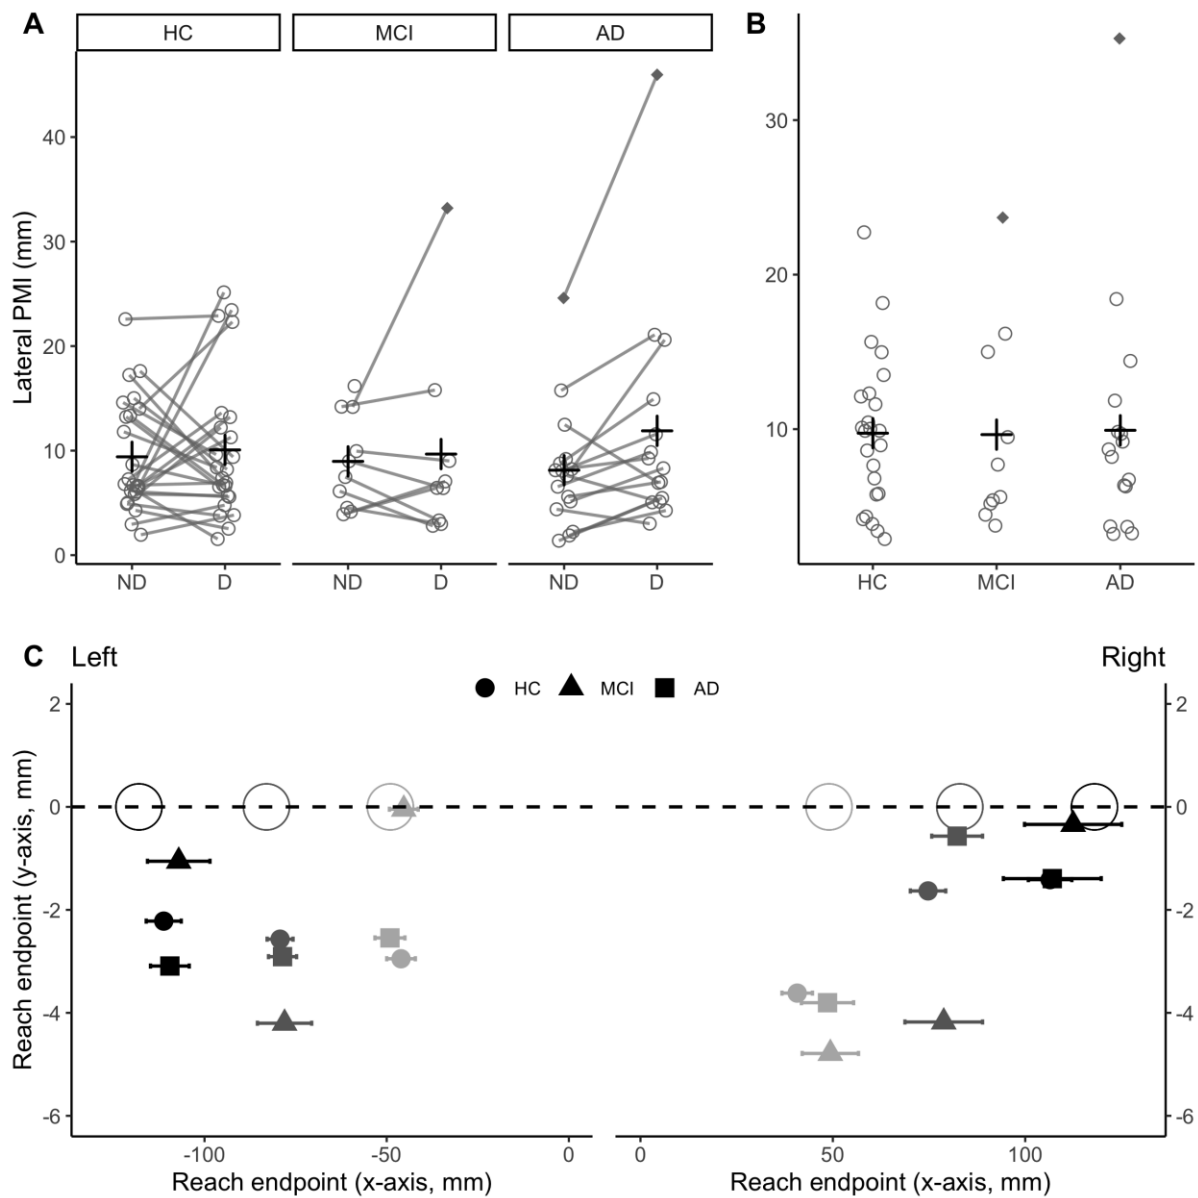 A
HC
MCI
AD
B
Lateral PMI (mm)
40
30
20
10
0
ND
D
ND
D
ND
D
30
20
10
HC
MCI
AD
C
Left
Right
HC
MCI
AD
Reach endpoint (y-axis, mm)
2
0
-2
-4
-6
2
0
-2
-4
-6
-100
-50
0
0
50
100
Reach endpoint (x-axis, mm)
Reach endpoint (x-axis, mm)